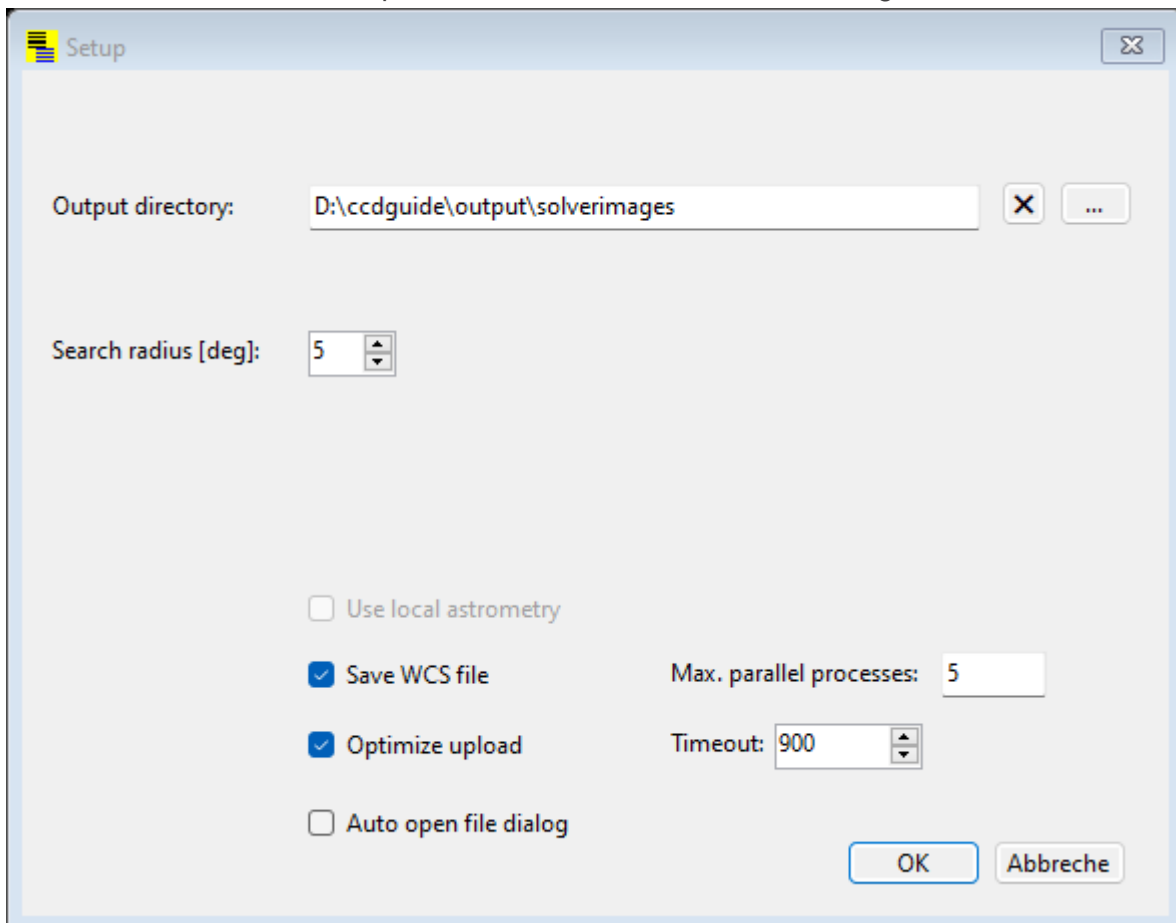 Setup
Output directory: D:\ccdguide\output\solverimages ...
Search radius [deg]: 5
Use local astrometry
Save WCS file Max. parallel processes: 5
Optimize upload Timeout: 900
Auto open file dialog
OK Abbreche